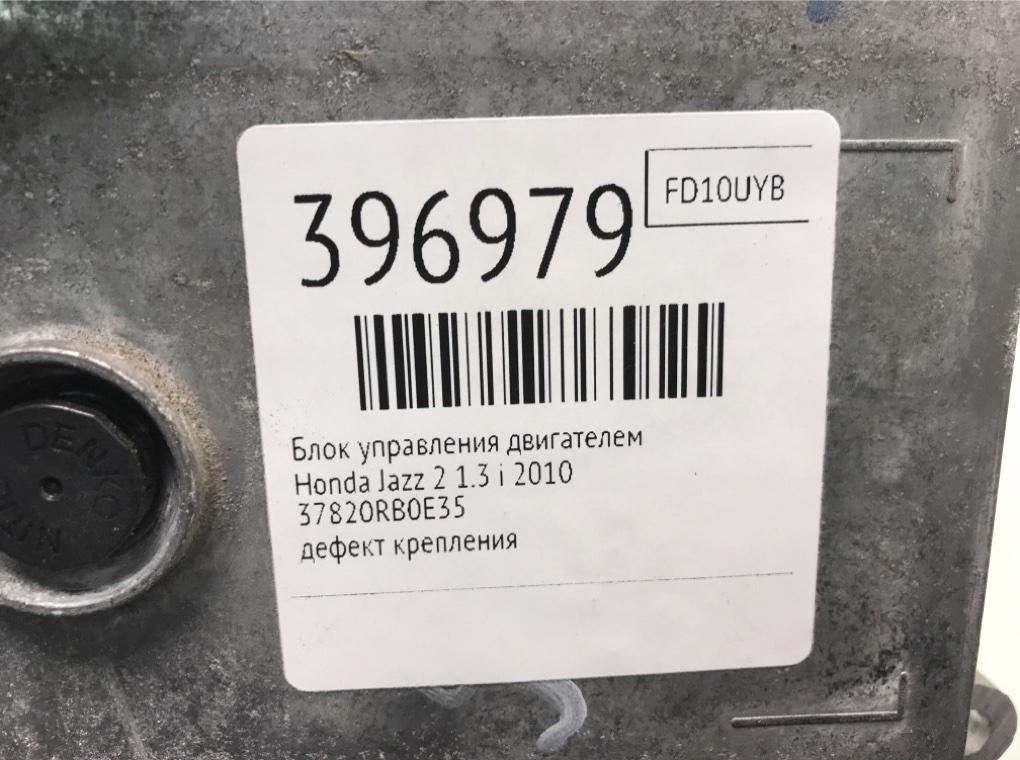 396979
FD10UYB
Блок управления двигателем
Honda Jazz 2 1.3 i 2010
37820RB0E35
дефект крепления
DENKO